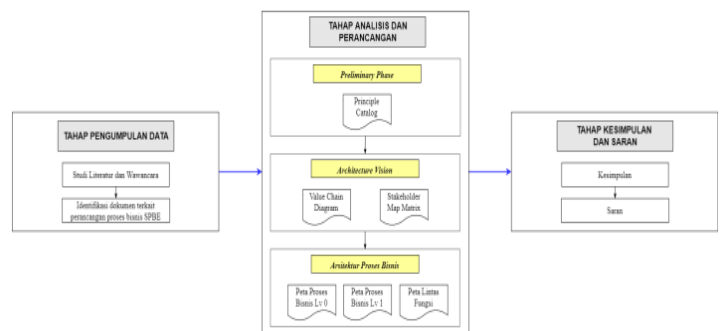 TAHAP PENGUMPULAN DATA
Studi Literatur dan Wawancara
Identifikasi dokumen terkait
perancangan proses bisnis SPBE
TAHAP ANALISIS DAN
PERANCANGAN
Preliminary Phase
Principle
Catalog
Architecture Vision
Value Chain
Diagram
Stakeholder
Map Matrix
Arsitektur Proses Bisnis
Peta Proses
Bisnis Lv 0
Peta Proses
Bisnis Lv 1
Peta Lintas
Fungsi
TAHAP KESIMPULAN
DAN SARAN
Kesimpulan
Saran